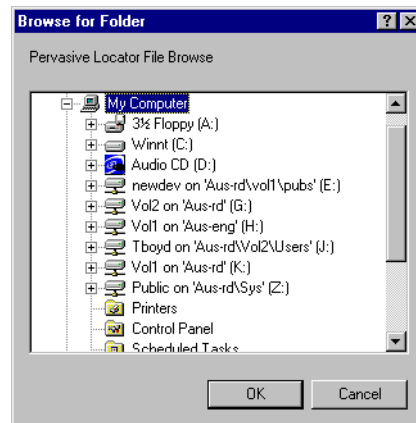 Browse for Folder
Pervasive Locator File Browse
My Computer
3½ Floppy (A:)
Winnt (C:)
Audio CD (D:)
newdev on 'Aus-rd\vol1\pubs' (E:)
Vol2 on 'Aus-rd' (G:)
Vol1 on 'Aus-eng' (H:)
Tboyd on 'Aus-rd\Vol2\Users' (J:)
Vol1 on 'Aus-rd' (K:)
Public on 'Aus-rd\Sys' (Z:)
Printers
Control Panel
Scheduled Tasks
OK Cancel